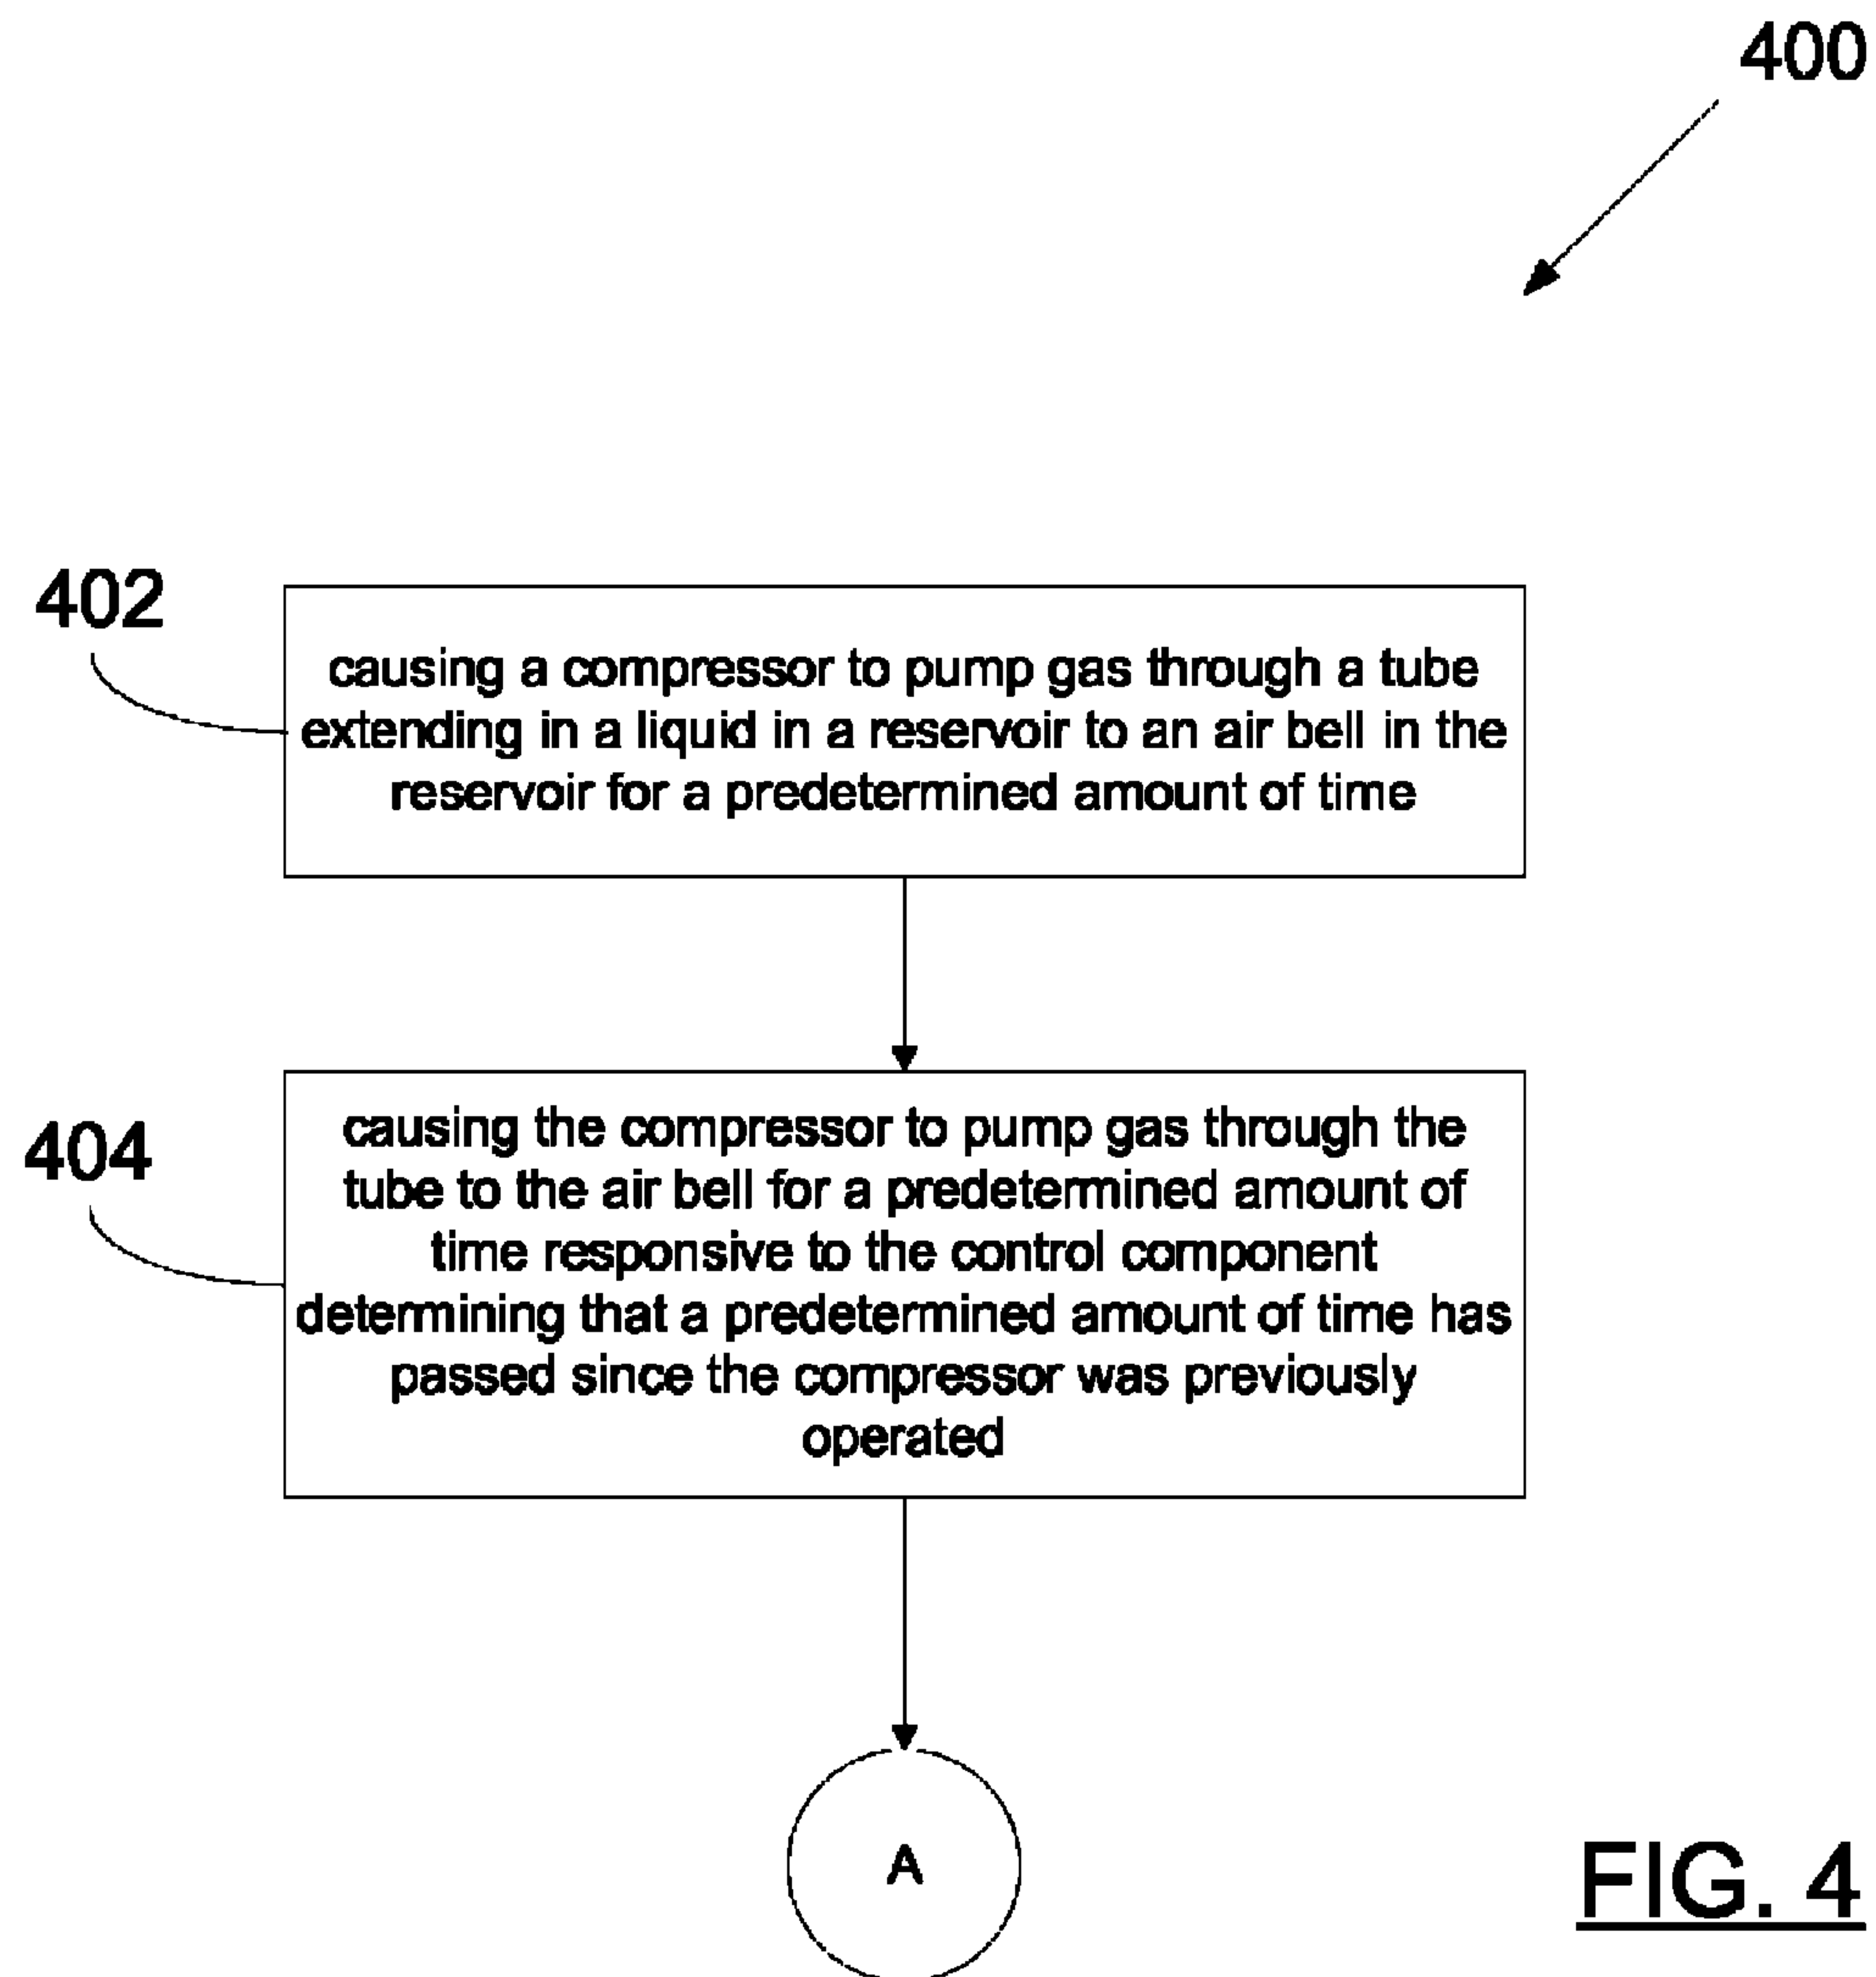 400
402
causing a compressor to pump gas through a tube
extending in a liquid in a reservoir to an air bell in the
reservoir for a predetermined amount of time
404
causing the compressor to pump gas through the
tube to the air bell for a predetermined amount of
time responsive to the control component
determining that a predetermined amount of time has
passed since the compressor was previously
operated
A
FIG. 4